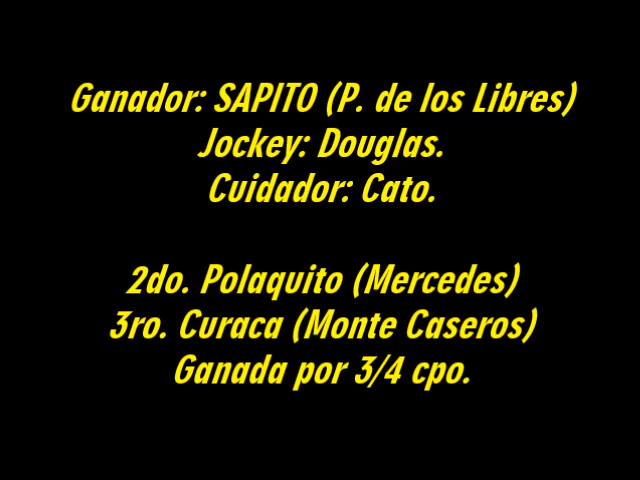 Ganador: SAPITO (P. de los Libres)
Jockey: Douglas.
Cuidador: Cato.
2do. Polaquito (Mercedes)
3ro. Curaca (Monte Caseros)
Ganada por 3/4 cpo.